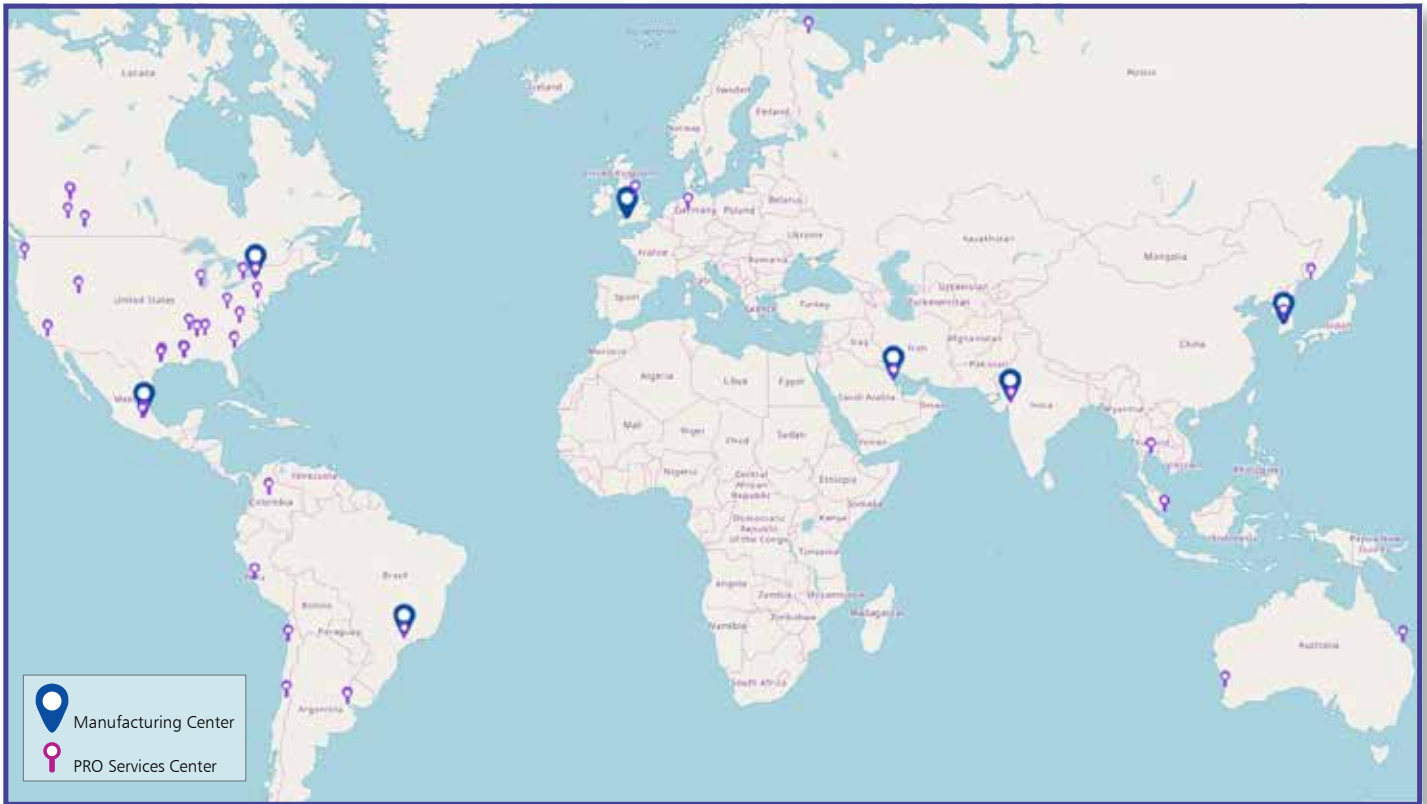 Iceland
Russia
Sweden
Finland
Norway
United Kingdom
Belarus
Germany
Poland
Ukraine
France
Kazakhstan
Mongolia
Romania
United States
Spain
Uzbekistan
Turkmenistan
Turkey
Greece
Iraq
Iran
Afghanistan
China
Morocco
Pakistan
Algeria
Libya
Egypt
Saudi Arabia
Oman
India
Myanmar
Mali
Niger
Chad
Sudan
Yemen
Venezuela
Nigeria
Central
African
Republic
Ethiopia
Philippines
Colombia
Somalia
Democratic
Republic
of the Congo
Kenya
Indonesia
Papua New
Guinea
Tanzania
Brazil
Angola
Bolivia
Zambia
Mozambique
Madagascar
Paraguay
Namibia
Zimbabwe
Australia
South Africa
Argentina
Manufacturing Center
PRO Services Center